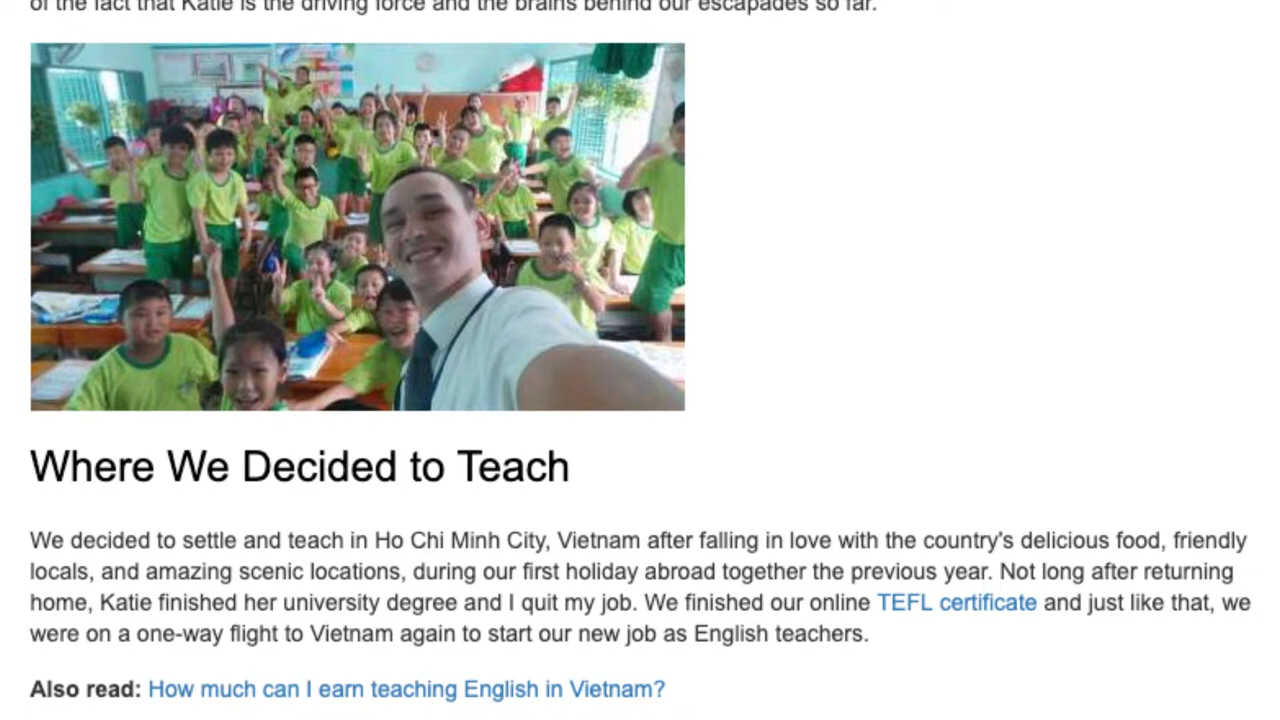 of the fact that Katie is the driving force and the brains behind our escapades so far.
Where We Decided to Teach
We decided to settle and teach in Ho Chi Minh City, Vietnam after falling in love with the country's delicious food, friendly
locals, and amazing scenic locations, during our first holiday abroad together the previous year. Not long after returning
home, Katie finished her university degree and I quit my job. We finished our online TEFL certificate and just like that, we
were on a one-way flight to Vietnam again to start our new job as English teachers.
Also read: How much can I earn teaching English in Vietnam?